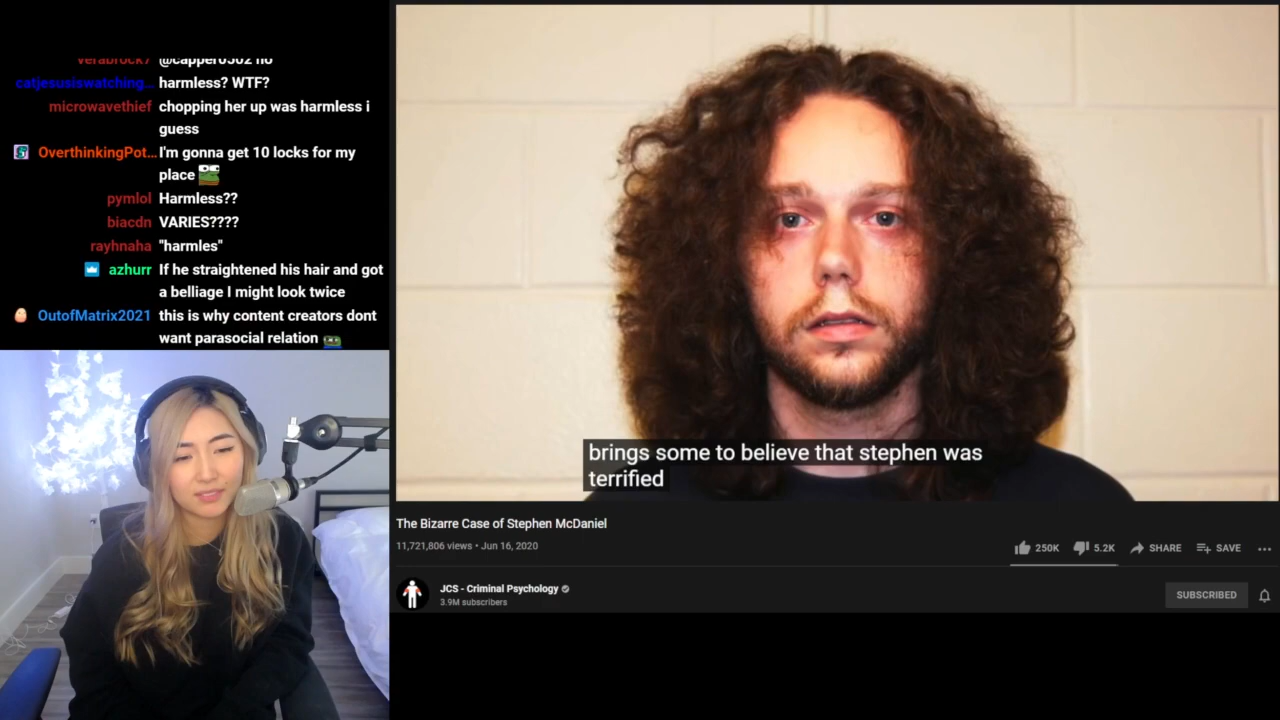 verabrock7 @capper0502 no
catjesusiswatching... harmless? WTF?
microwavethief chopping her up was harmless i
guess
OverthinkingPot... I'm gonna get 10 locks for my
place
pymlol Harmless??
biacdn VARIES????
rayhnaha "harmles"
azhurr If he straightened his hair and got
a belliage I might look twice
OutofMatrix2021 this is why content creators dont
want parasocial relation
brings some to believe that stephen was
terrified
The Bizarre Case of Stephen McDaniel
11,721,806 views • Jun 16, 2020
250K 5.2K SHARE SAVE
JCS - Criminal Psychology
3.9M subscribers
SUBSCRIBED